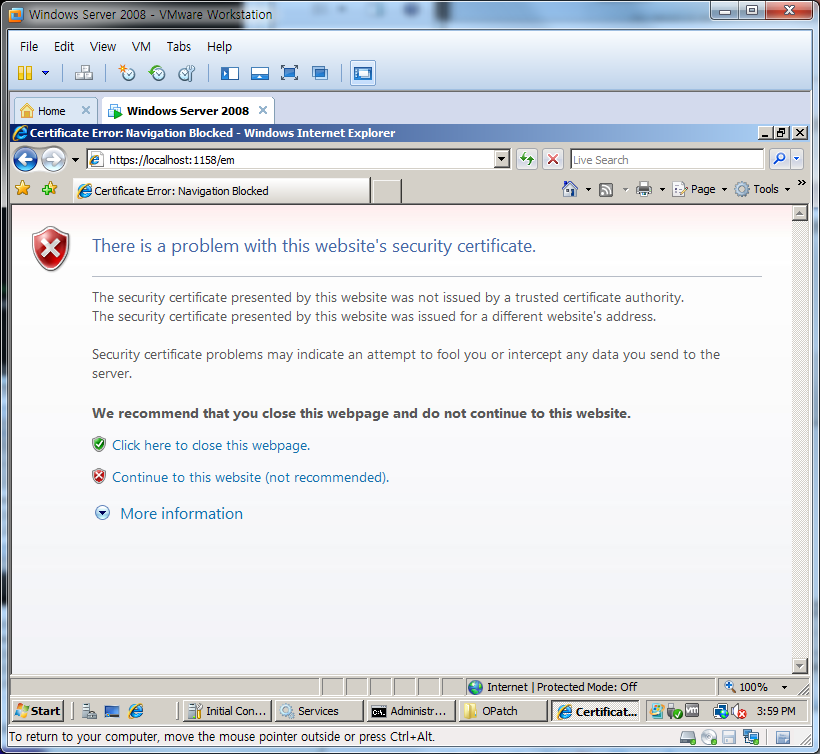 Windows Server 2008 - VMware Workstation
File Edit View VM Tabs Help
Home Windows Server 2008
Certificate Error: Navigation Blocked - Windows Internet Explorer
https://localhost:1158/em Live Search
Certificate Error: Navigation Blocked Page Tools »
There is a problem with this website's security certificate.
The security certificate presented by this website was not issued by a trusted certificate authority.
The security certificate presented by this website was issued for a different website's address.
Security certificate problems may indicate an attempt to fool you or intercept any data you send to the
server.
We recommend that you close this webpage and do not continue to this website.
Click here to close this webpage.
Continue to this website (not recommended).
More information
Internet | Protected Mode: Off 100%
Start Initial Con... Services Administr... OPatch Certificat... 3:59 PM
To return to your computer, move the mouse pointer outside or press Ctrl+Alt.